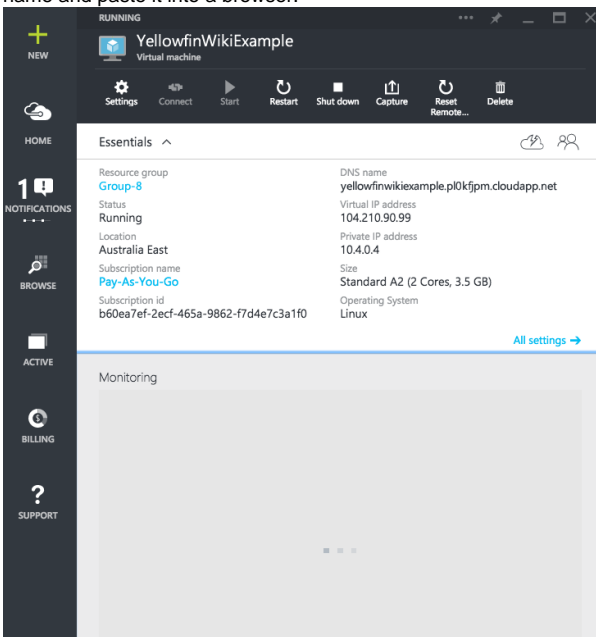 name and paste it into a browser.
RUNNING
YellowfinWikiExample
Virtual machine
NEW
Settings
Connect
Start
Restart
Shut down
Capture
Reset
Remote...
Delete
HOME
Essentials
Resource group
Group-8
DNS name
yellowfinwikiexample.pl0kfjpm.cloudapp.net
1
NOTIFICATIONS
Status
Running
Virtual IP address
104.210.90.99
Location
Australia East
Private IP address
10.4.0.4
BROWSE
Subscription name
Pay-As-You-Go
Size
Standard A2 (2 Cores, 3.5 GB)
Subscription id
b60ea7ef-2ecf-465a-9862-f7d4e7c3a1f0
Operating System
Linux
All settings →
ACTIVE
Monitoring
BILLING
SUPPORT